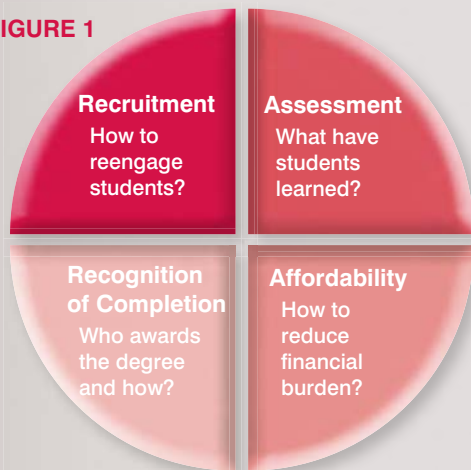 IGURE 1
Recruitment
How to
reengage
students?
Assessment
What have
students
learned?
Recognition
of Completion
Who awards
the degree
and how?
Affordability
How to
reduce
financial
burden?